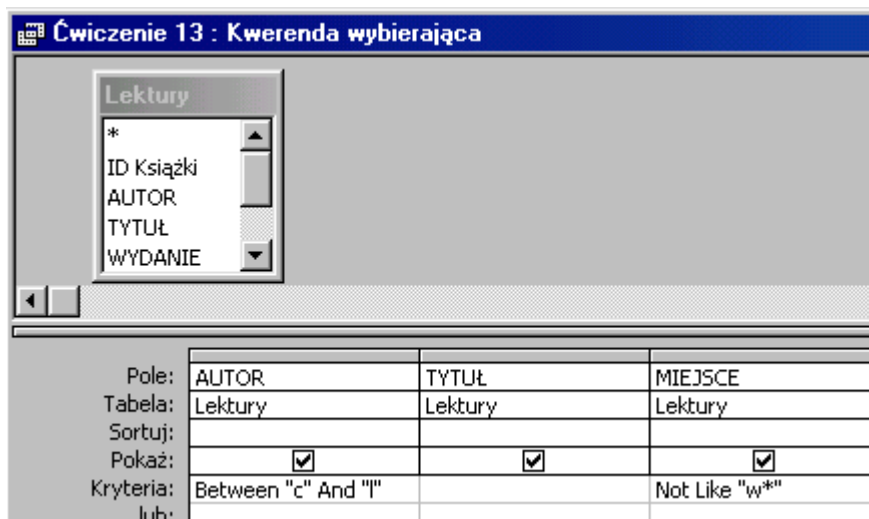 Ćwiczenie 13 : Kwerenda wybierająca
Lektury
*
ID Książki
AUTOR
TYTUŁ
WYDANIE
Pole: AUTOR TYTUŁ MIEJSCE
Tabela: Lektury Lektury Lektury
Sortuj:
Pokaż:
Kryteria: Between "c" And "l" Not Like "w*"
lub: